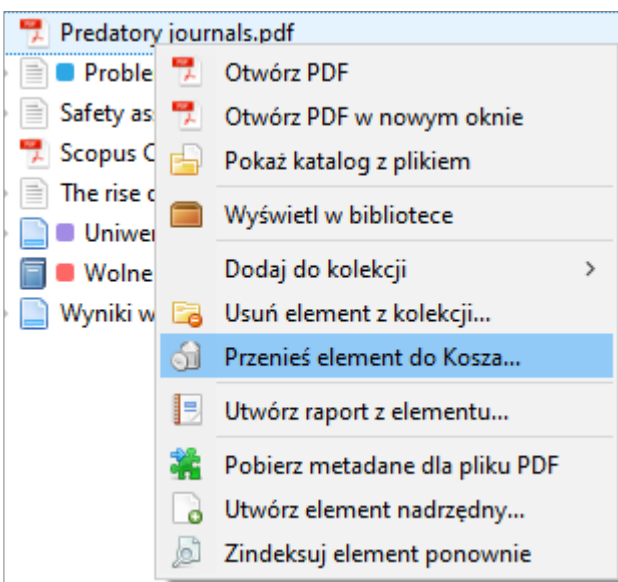 Predatory journals.pdf
Proble
Safety as
Scopus C
The rise o
Uniwer
Wolne
Wyniki w
Otwórz PDF
Otwórz PDF w nowym oknie
Pokaż katalog z plikiem
Wyświetl w bibliotece
Dodaj do kolekcji
Usuń element z kolekcji...
Przenieś element do Kosza...
Utwórz raport z elementu...
Pobierz metadane dla pliku PDF
Utwórz element nadrzędny...
Zindeksuj element ponownie